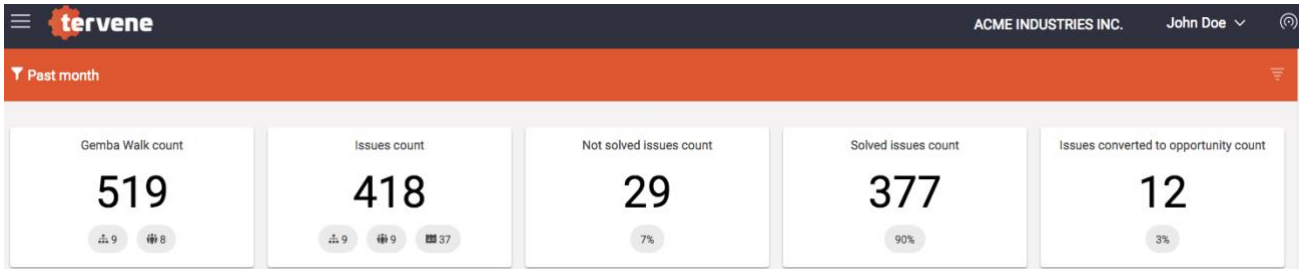 tervene
ACME INDUSTRIES INC.
John Doe
Past month
Gemba Walk count
519
9 8
Issues count
418
9 9 37
Not solved issues count
29
7%
Solved issues count
377
90%
Issues converted to opportunity count
12
3%